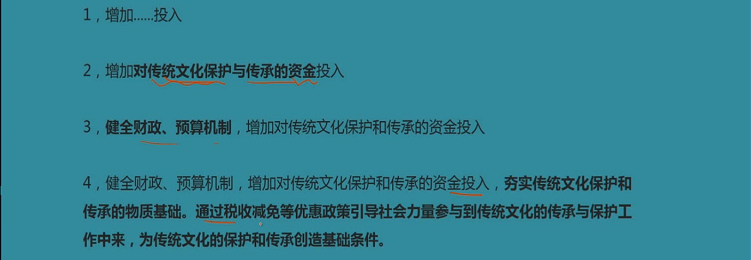 1，增加......投入
2，增加对传统文化保护与传承的资金投入
3，健全财政、预算机制，增加对传统文化保护和传承的资金投入
4，健全财政、预算机制，增加对传统文化保护和传承的资金投入，夯实传统文化保护和
传承的物质基础。通过税收减免等优惠政策引导社会力量参与到传统文化的传承与保护工
作中来，为传统文化的保护和传承创造基础条件。